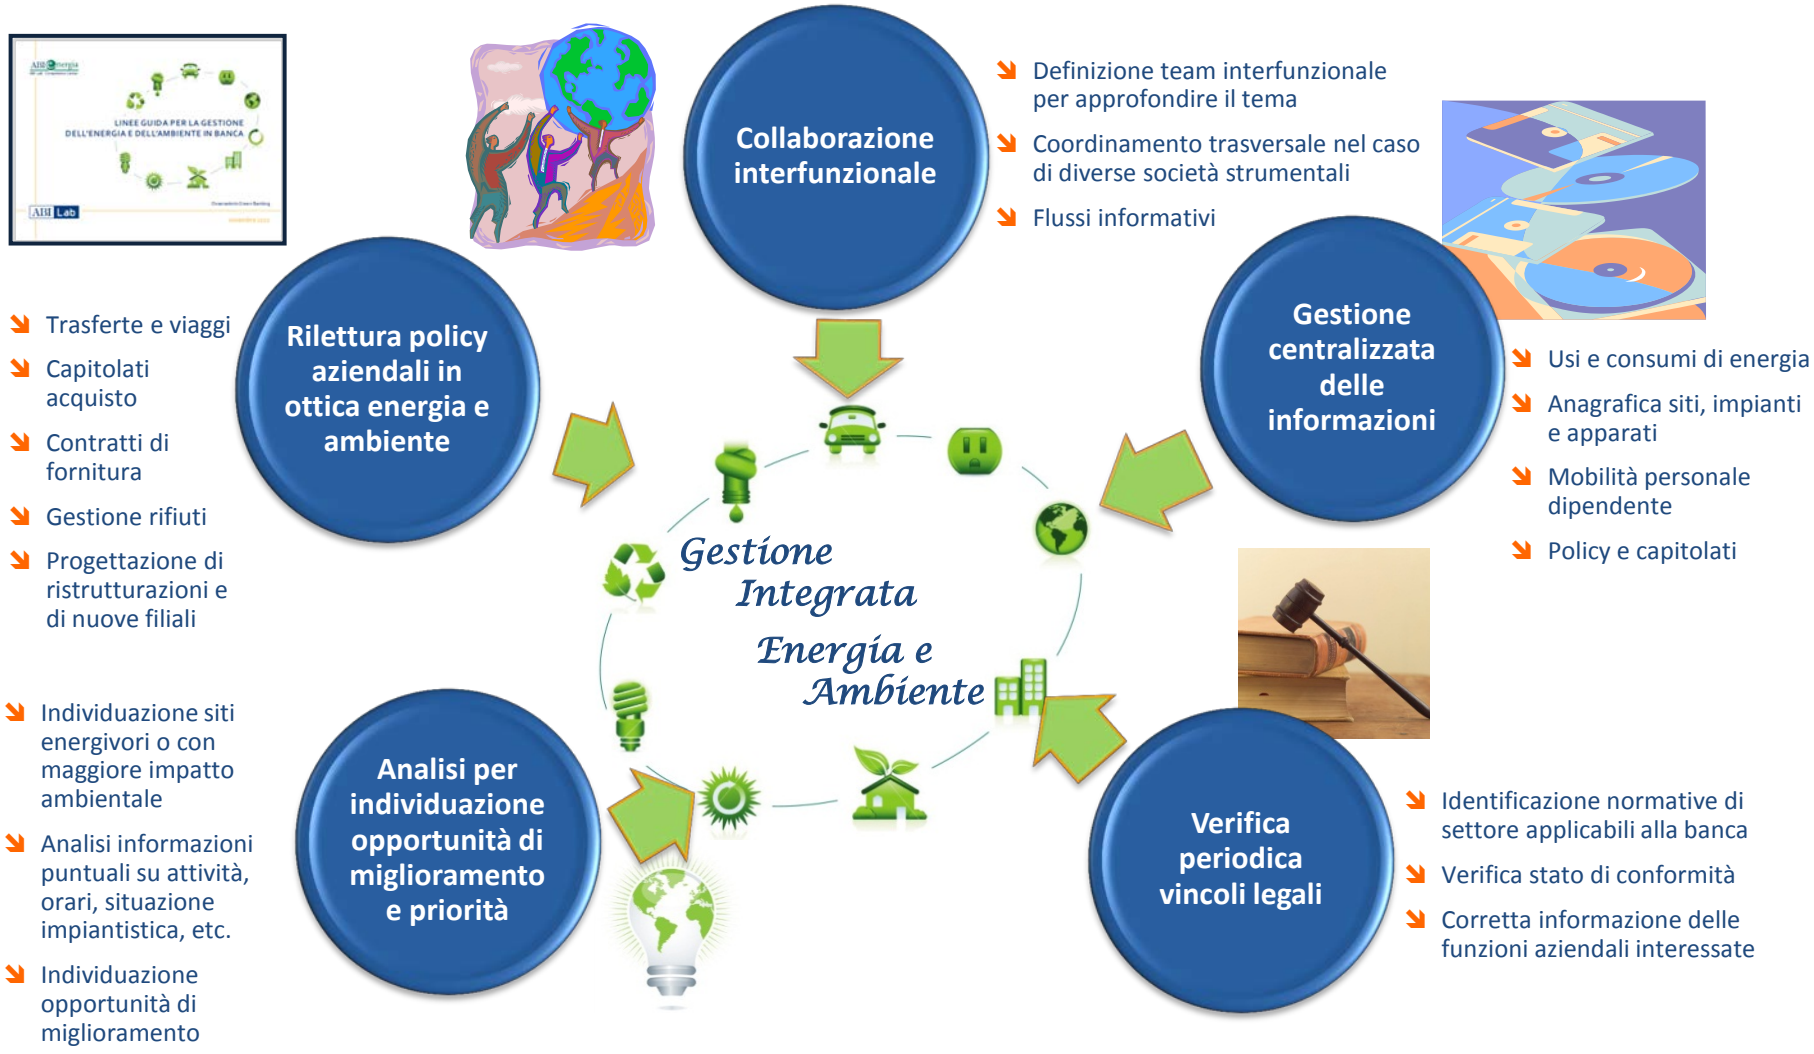 ABI energia
LINEE GUIDA PER LA GESTIONE
DELL'ENERGIA E DELL'AMBIENTE IN BANCA
ABI Lab
Collaborazione
interfunzionale
Definizione team interfunzionale
per approfondire il tema
Coordinamento trasversale nel caso
di diverse società strumentali
Flussi informativi
Gestione
centralizzata
delle
informazioni
Usi e consumi di energia
Anagrafica siti, impianti
e apparati
Mobilità personale
dipendente
Policy e capitolati
Rilettura policy
aziendali in
ottica energia e
ambiente
Trasferte e viaggi
Capitolati
acquisto
Contratti di
fornitura
Gestione rifiuti
Progettazione di
ristrutturazioni e
di nuove filiali
Gestione
Integrata
Energia e
Ambiente
Analisi per
individuazione
opportunità di
miglioramento
e priorità
Individuazione siti
energivori o con
maggiore impatto
ambientale
Analisi informazioni
puntuali su attività,
orari, situazione
impiantistica, etc.
Individuazione
opportunità di
miglioramento
Verifica
periodica
vincoli legali
Identificazione normative di
settore applicabili alla banca
Verifica stato di conformità
Corretta informazione delle
funzioni aziendali interessate